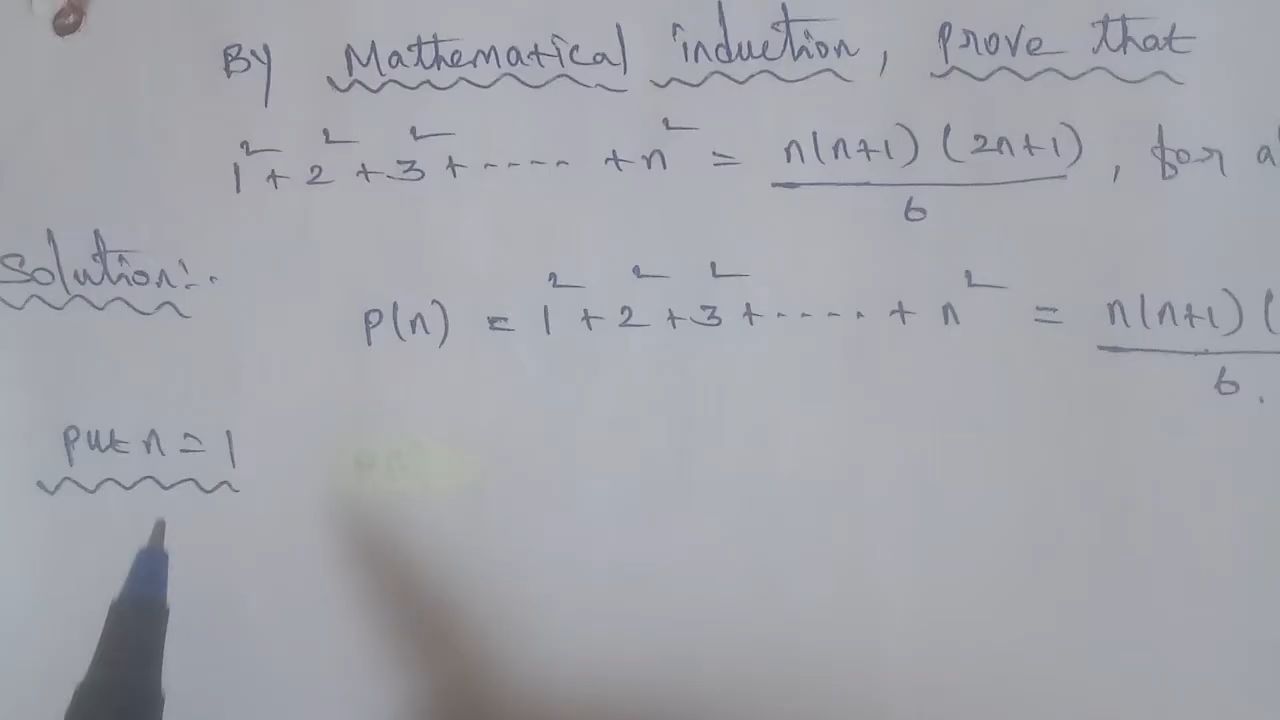 By Mathematical induction, prove that
1² + 2² + 3² + ..... + n² = n(n+1) (2n+1) / 6 , for a
Solution:-
P(n) = 1² + 2² + 3² + ..... + n² = n(n+1) ( / 6 .
put n = 1